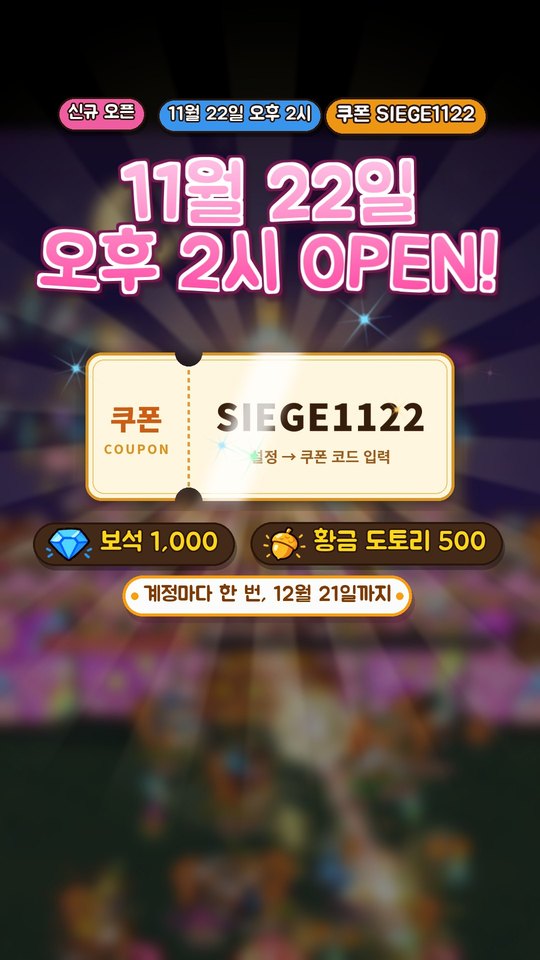 신규 오픈
11월 22일 오후 2시
쿠폰 SIEGE1122
11월 22일
오후 2시 OPEN!
쿠폰
COUPON
SIEGE1122
설정 → 쿠폰 코드 입력
보석 1,000
황금 도토리 500
계정마다 한 번, 12월 21일까지